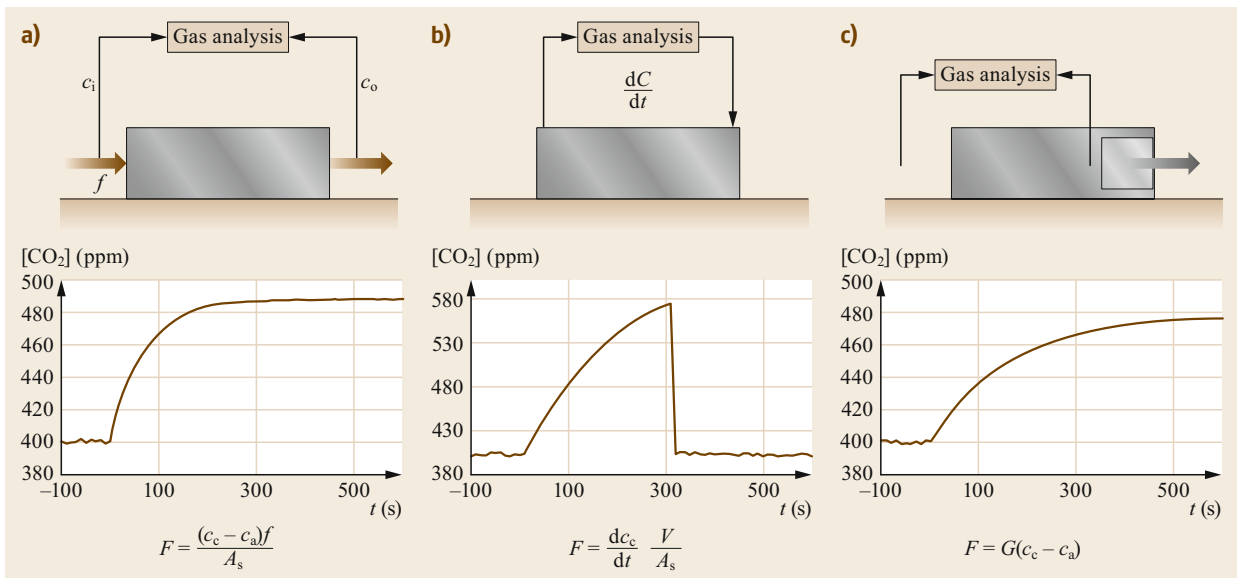 a)
Gas analysis
c_i
c_o
f
[CO₂] (ppm)
500
480
460
440
420
400
380
–100 100 300 500
t (s)
F = (c_c – c_a)f / A_s
b)
Gas analysis
dC/dt
[CO₂] (ppm)
580
530
480
430
380
–100 100 300 500
t (s)
F = dc_c/dt V/A_s
c)
Gas analysis
[CO₂] (ppm)
500
480
460
440
420
400
380
–100 100 300 500
t (s)
F = G(c_c – c_a)